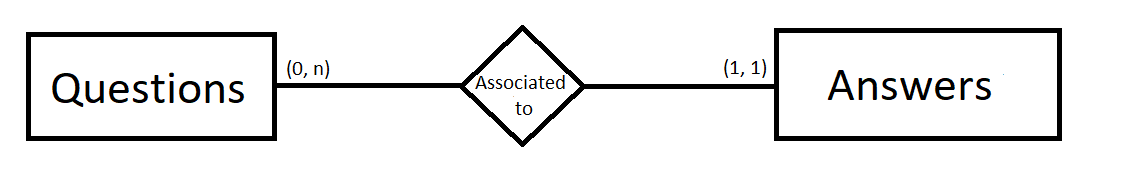 Questions
(0, n)
Associated
to
(1, 1)
Answers